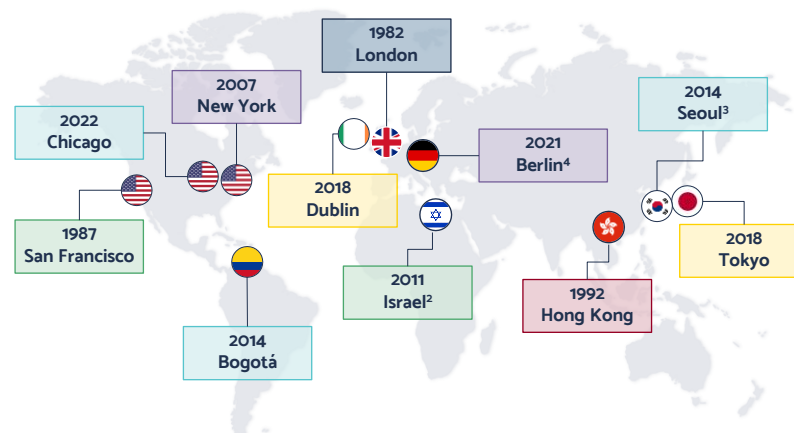 1982
London
2007
New York
2014
Seoul³
2022
Chicago
2021
Berlin⁴
2018
Dublin
1987
San Francisco
2018
Tokyo
2011
Israel²
1992
Hong Kong
2014
Bogotá